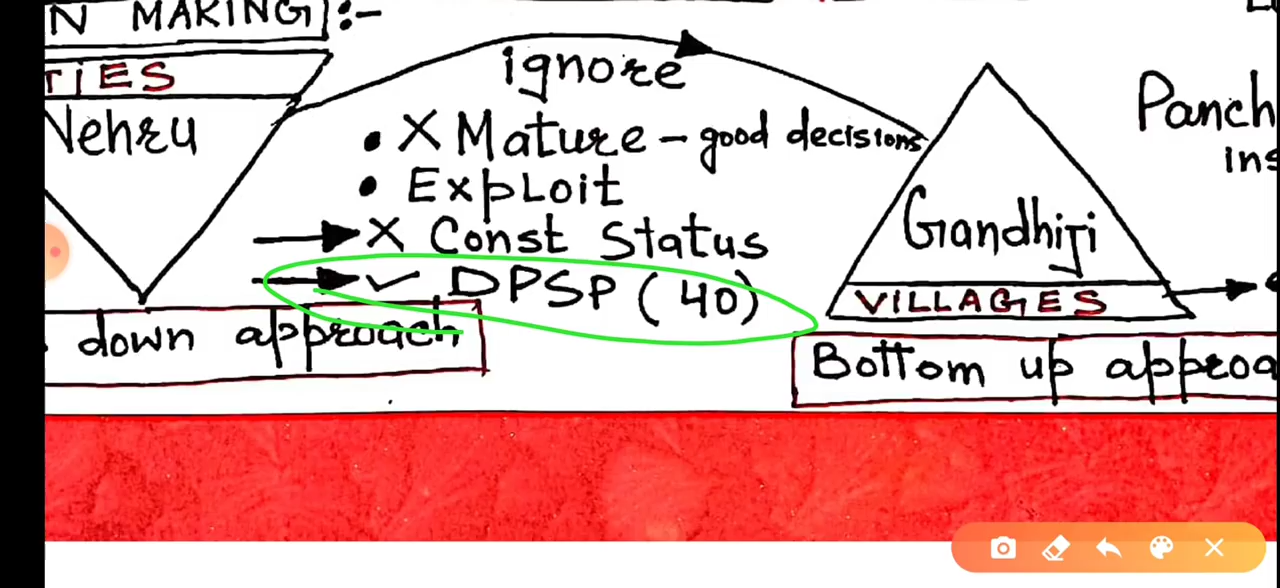 N MAKING :-
TIES
Nehru
down approach
ignore
• X Mature - good decisions
• Exploit
→ X Const Status
→ ✓ DPSP (40)
Gandhiji
VILLAGES
Bottom up approa
Panch
ins